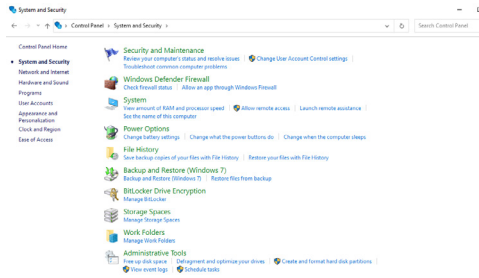 System and Security
Control Panel › System and Security ›
Search Control Panel
Control Panel Home
System and Security
Network and Internet
Hardware and Sound
Programs
User Accounts
Appearance and
Personalization
Clock and Region
Ease of Access
Security and Maintenance
Review your computer's status and resolve issues | Change User Account Control settings |
Troubleshoot common computer problems
Windows Defender Firewall
Check firewall status | Allow an app through Windows Firewall
System
View amount of RAM and processor speed | Allow remote access | Launch remote assistance |
See the name of this computer
Power Options
Change battery settings | Change what the power buttons do | Change when the computer sleeps
File History
Save backup copies of your files with File History | Restore your files with File History
Backup and Restore (Windows 7)
Backup and Restore (Windows 7) | Restore files from backup
BitLocker Drive Encryption
Manage BitLocker
Storage Spaces
Manage Storage Spaces
Work Folders
Manage Work Folders
Administrative Tools
Free up disk space | Defragment and optimize your drives | Create and format hard disk partitions |
View event logs | Schedule tasks